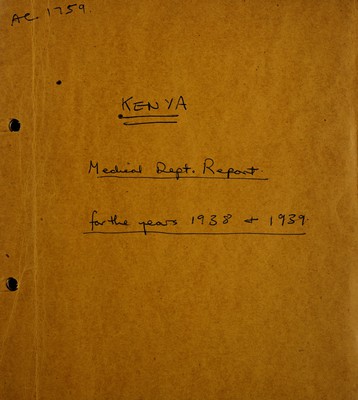 AC. 1759
KENYA
Medical Dept. Report
for the years 1938 & 1939